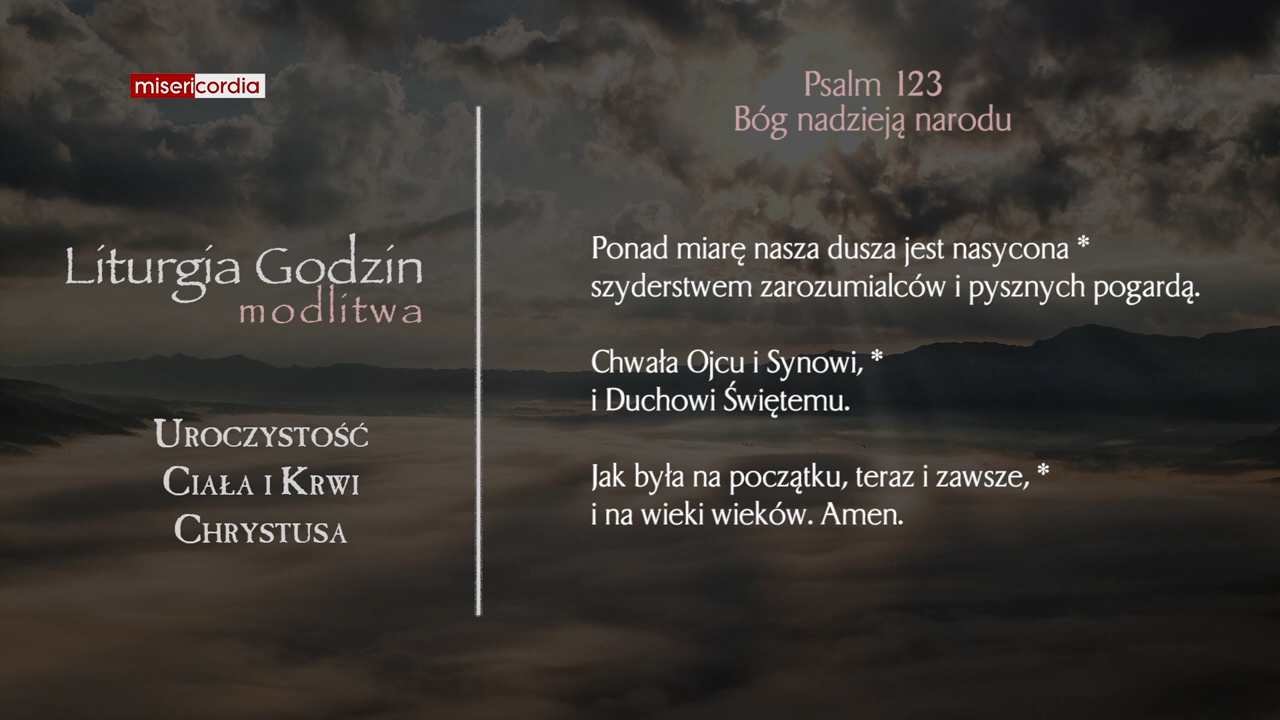 misericordia
Liturgia Godzin
modlitwa
Uroczystość
Ciała i Krwi
Chrystusa
Psalm 123
Bóg nadzieją narodu
Ponad miarę nasza dusza jest nasycona *
szyderstwem zarozumialców i pysznych pogardą.
Chwała Ojcu i Synowi, *
i Duchowi Świętemu.
Jak była na początku, teraz i zawsze, *
i na wieki wieków. Amen.